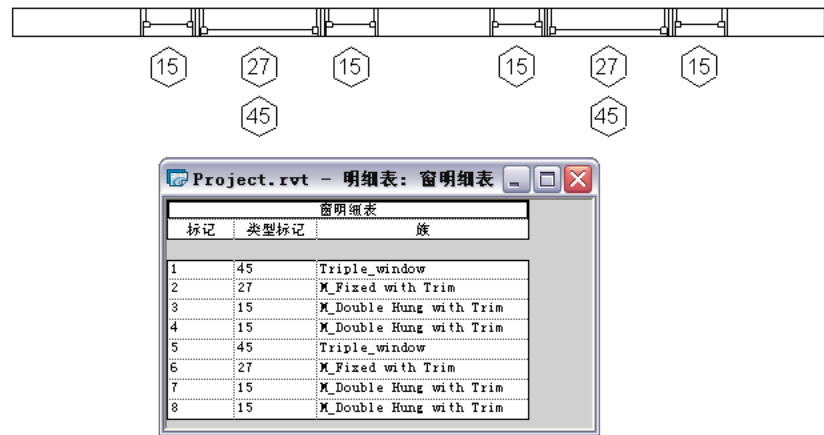 15 27 15 15 27 15
45 45
Project.rvt - 明细表: 窗明细表
窗明细表
标记 类型标记 族
1 45 Triple_window
2 27 M_Fixed with Trim
3 15 M_Double Hung with Trim
4 15 M_Double Hung with Trim
5 45 Triple_window
6 27 M_Fixed with Trim
7 15 M_Double Hung with Trim
8 15 M_Double Hung with Trim